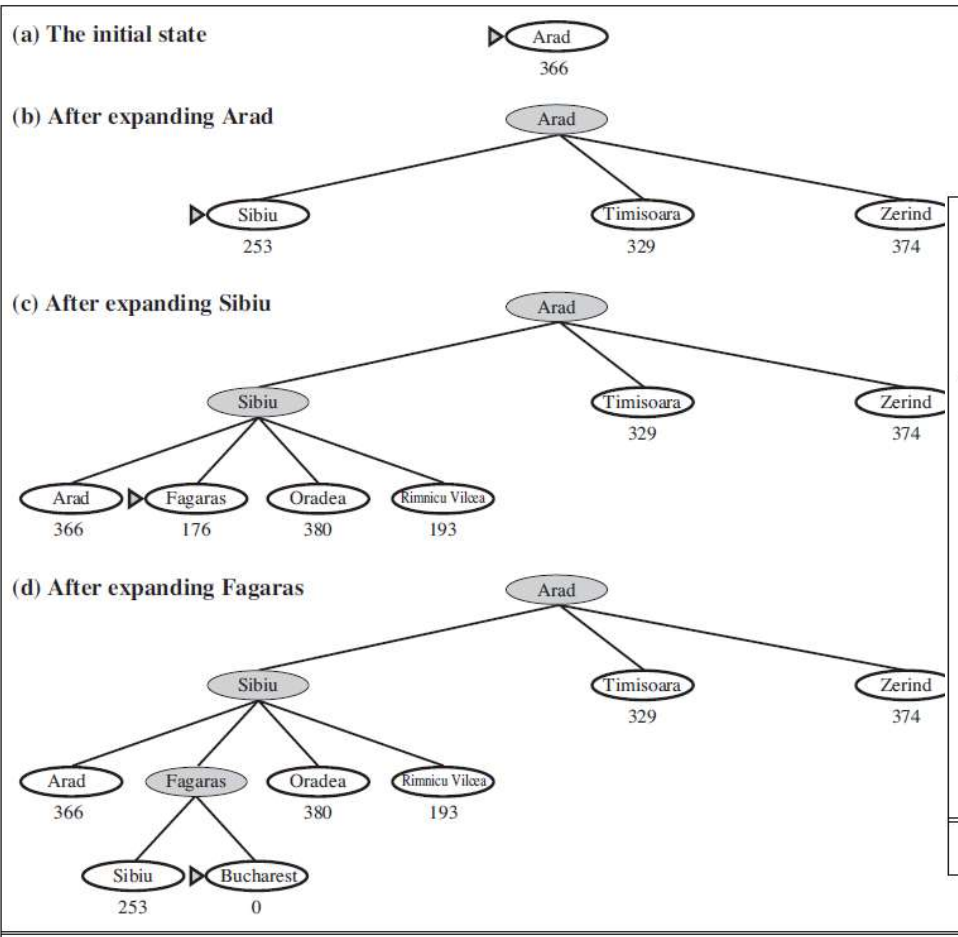 (a) The initial state
Arad
366
(b) After expanding Arad
Arad
Sibiu Timisoara Zerind
253 329 374
(c) After expanding Sibiu
Arad
Sibiu Timisoara Zerind
329 374
Arad Fagaras Oradea Rimnicu Vilcea
366 176 380 193
(d) After expanding Fagaras
Arad
Sibiu Timisoara Zerind
329 374
Arad Fagaras Oradea Rimnicu Vilcea
366 380 193
Sibiu Bucharest
253 0